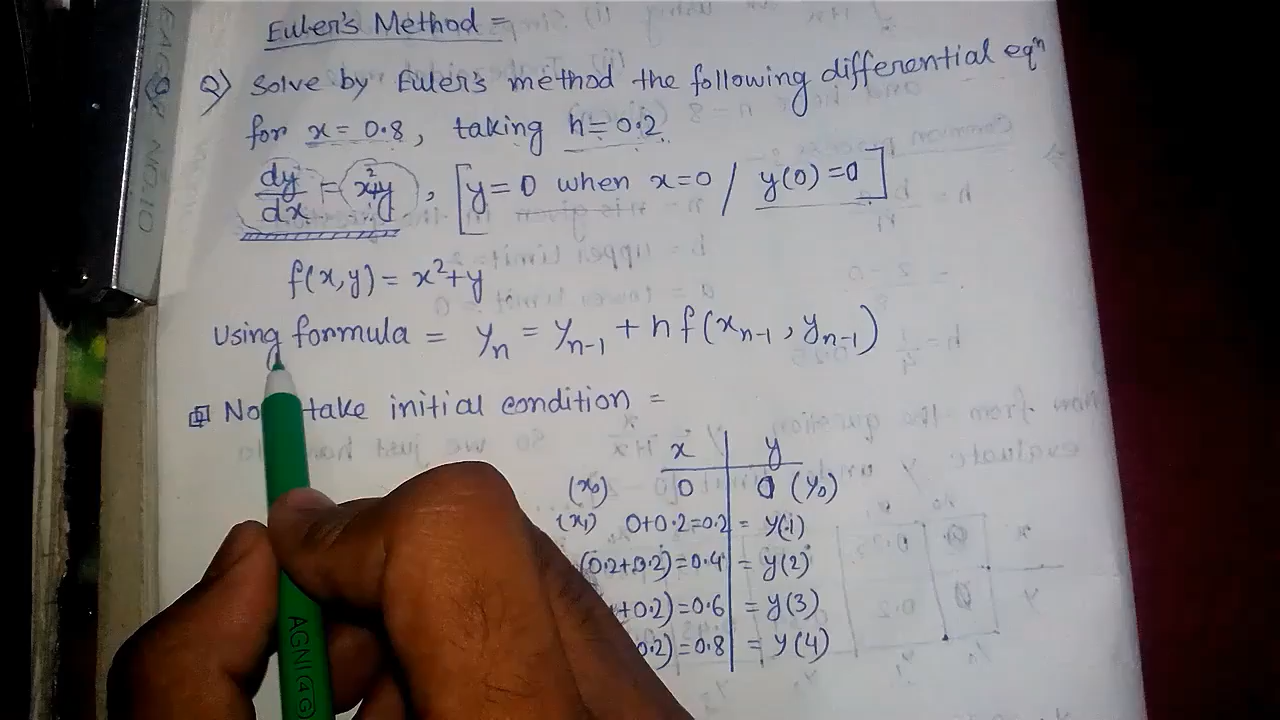 Euler's Method =
Q) Solve by Euler's method the following differential eqⁿ
for x = 0.8, taking h = 0.2
dy/dx = x²+y, [y = 0 when x=0 / y(0) = 0]
f(x,y) = x²+y
Using formula = yₙ = yₙ₋₁ + h f(xₙ₋₁, yₙ₋₁)
No take initial condition =
x | y
(x₀) 0 | 0 (y₀)
(x₁) 0+0.2=0.2 = y(1)
(0.2+0.2)=0.4 = y(2)
+0.2)=0.6 = y(3)
0.2)=0.8 = y(4)
AGNI (4G)
NO.10